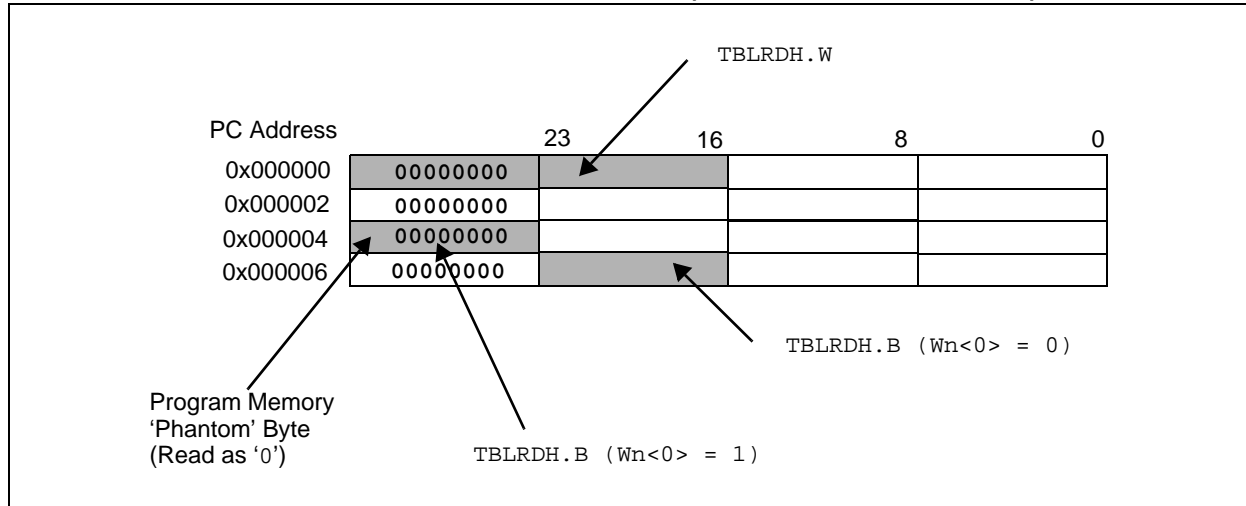 TBLRDH.W
PC Address
23 16 8 0
0x000000 00000000
0x000002 00000000
0x000004 00000000
0x000006 00000000
TBLRDH.B (Wn<0> = 0)
Program Memory
‘Phantom’ Byte
(Read as ‘0’)
TBLRDH.B (Wn<0> = 1)